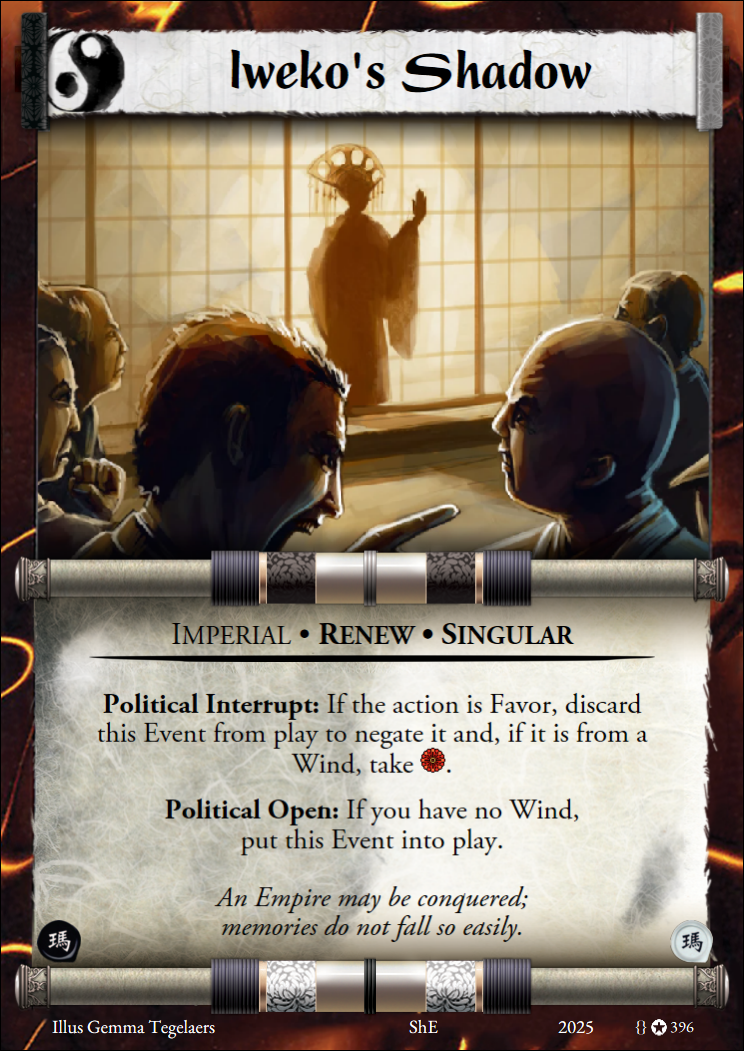 Iweko's Shadow
Imperial • Renew • Singular
Political Interrupt: If the action is Favor, discard
this Event from play to negate it and, if it is from a
Wind, take .
Political Open: If you have no Wind,
put this Event into play.
An Empire may be conquered;
memories do not fall so easily.
瑪
瑪
Illus Gemma Tegelaers ShE 2025 {} 396